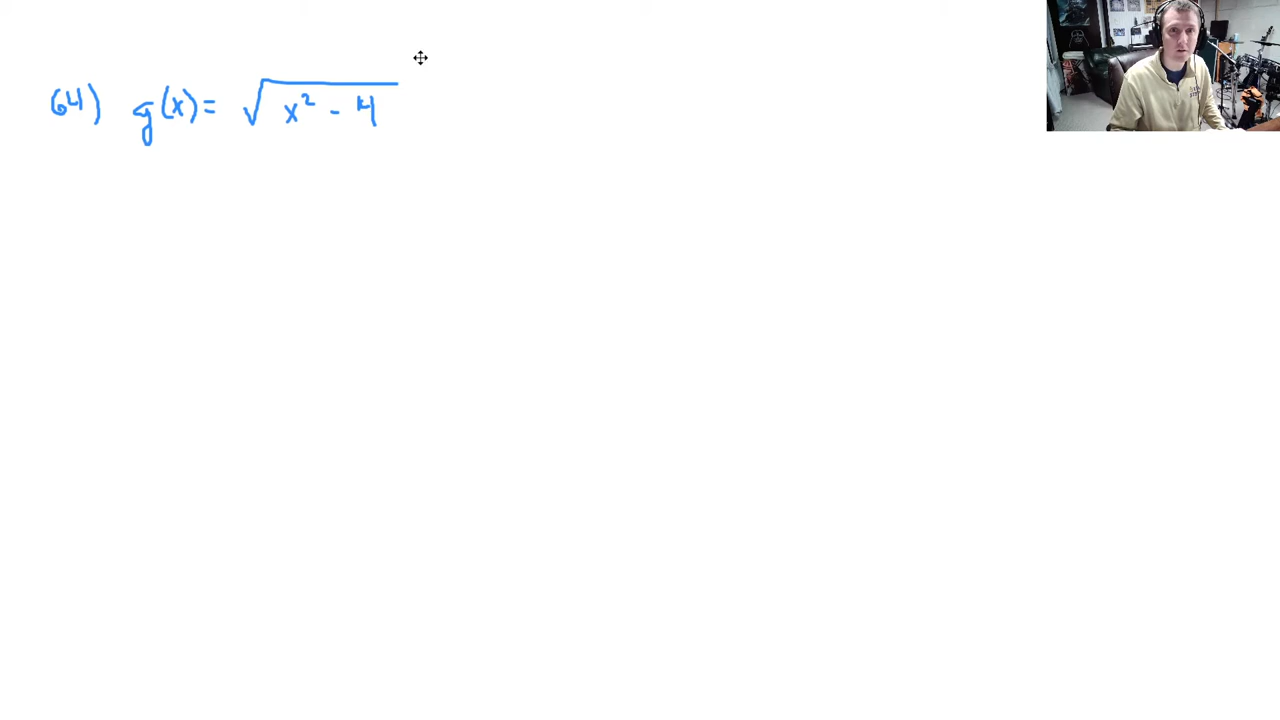 64) g(x) = √(x² - 4)